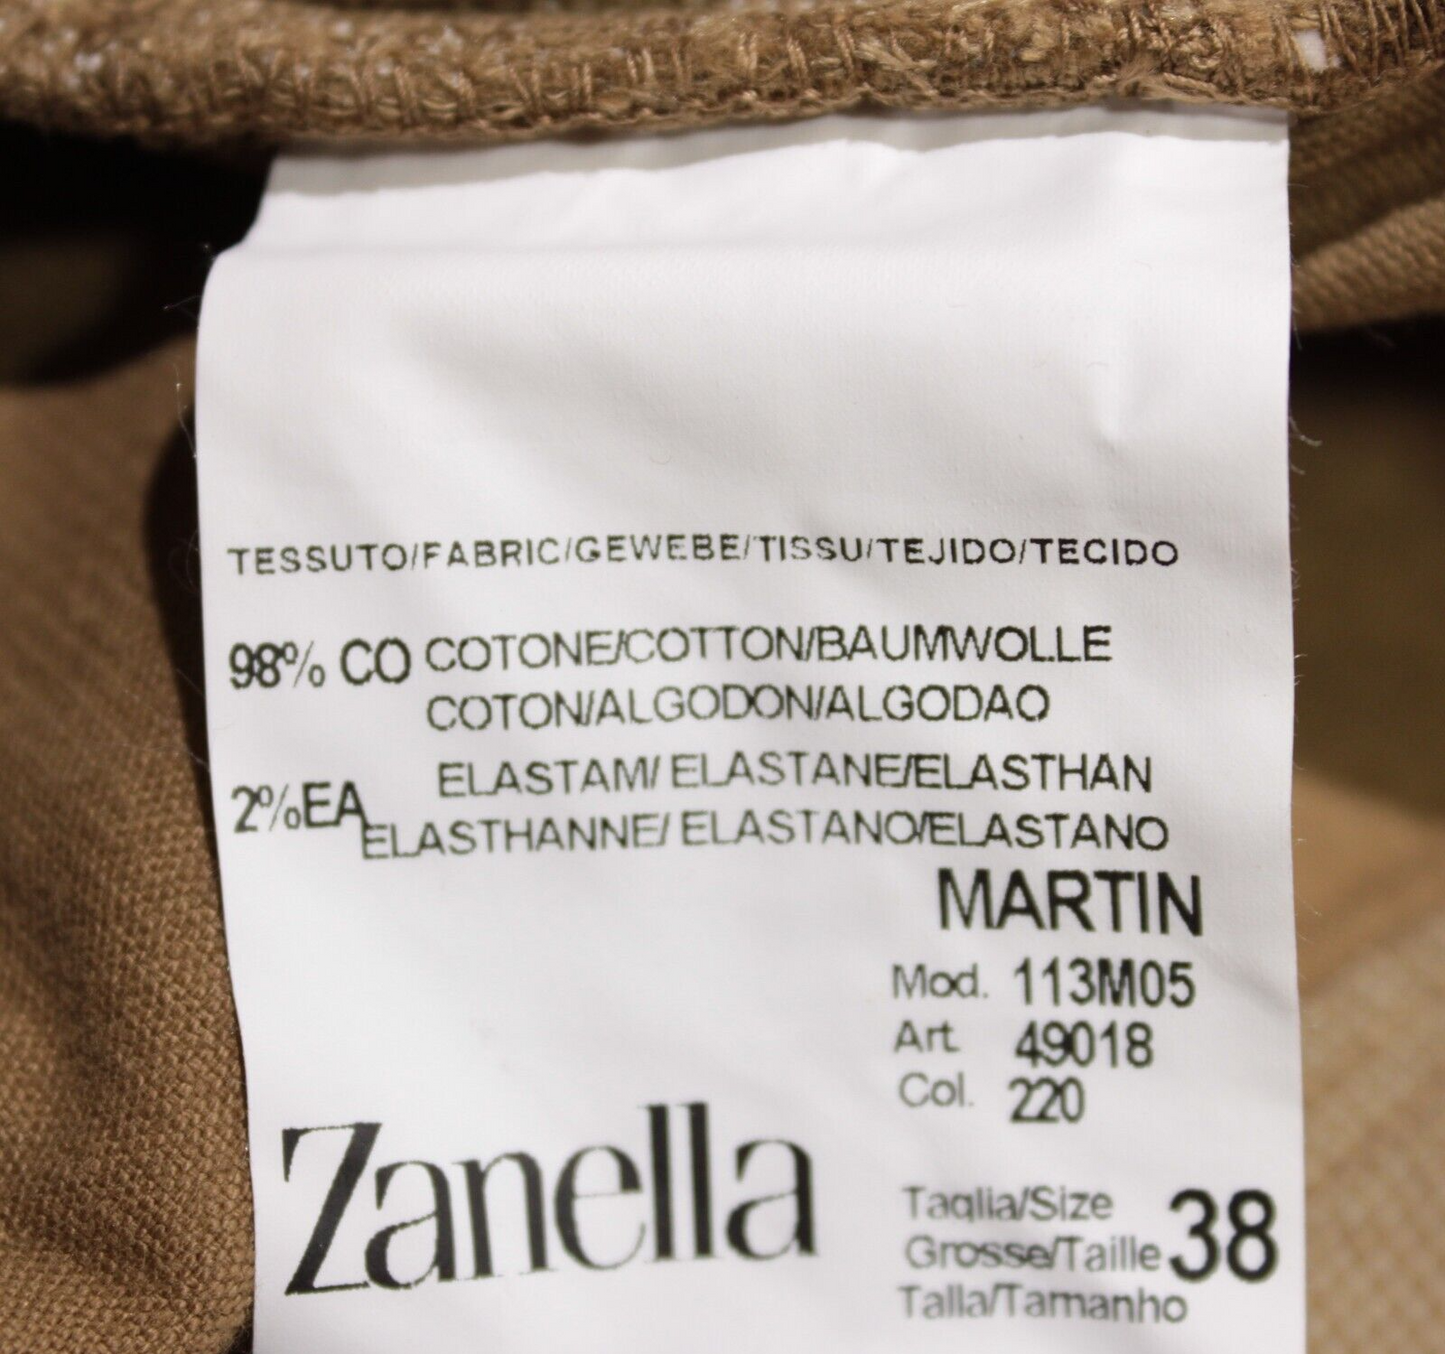 TESSUTO/FABRIC/GEWEBE/TISSU/TEJIDO/TECIDO
98% CO COTONE/COTTON/BAUMWOLLE
COTON/ALGODON/ALGODAO
2%EA ELASTAM/ ELASTANE/ELASTHAN
ELASTHANNE/ ELASTANO/ELASTANO
MARTIN
Mod. 113M05
Art. 49018
Col. 220
Zanella
Taglia/Size
Grosse/Taille 38
Talla/Tamanho